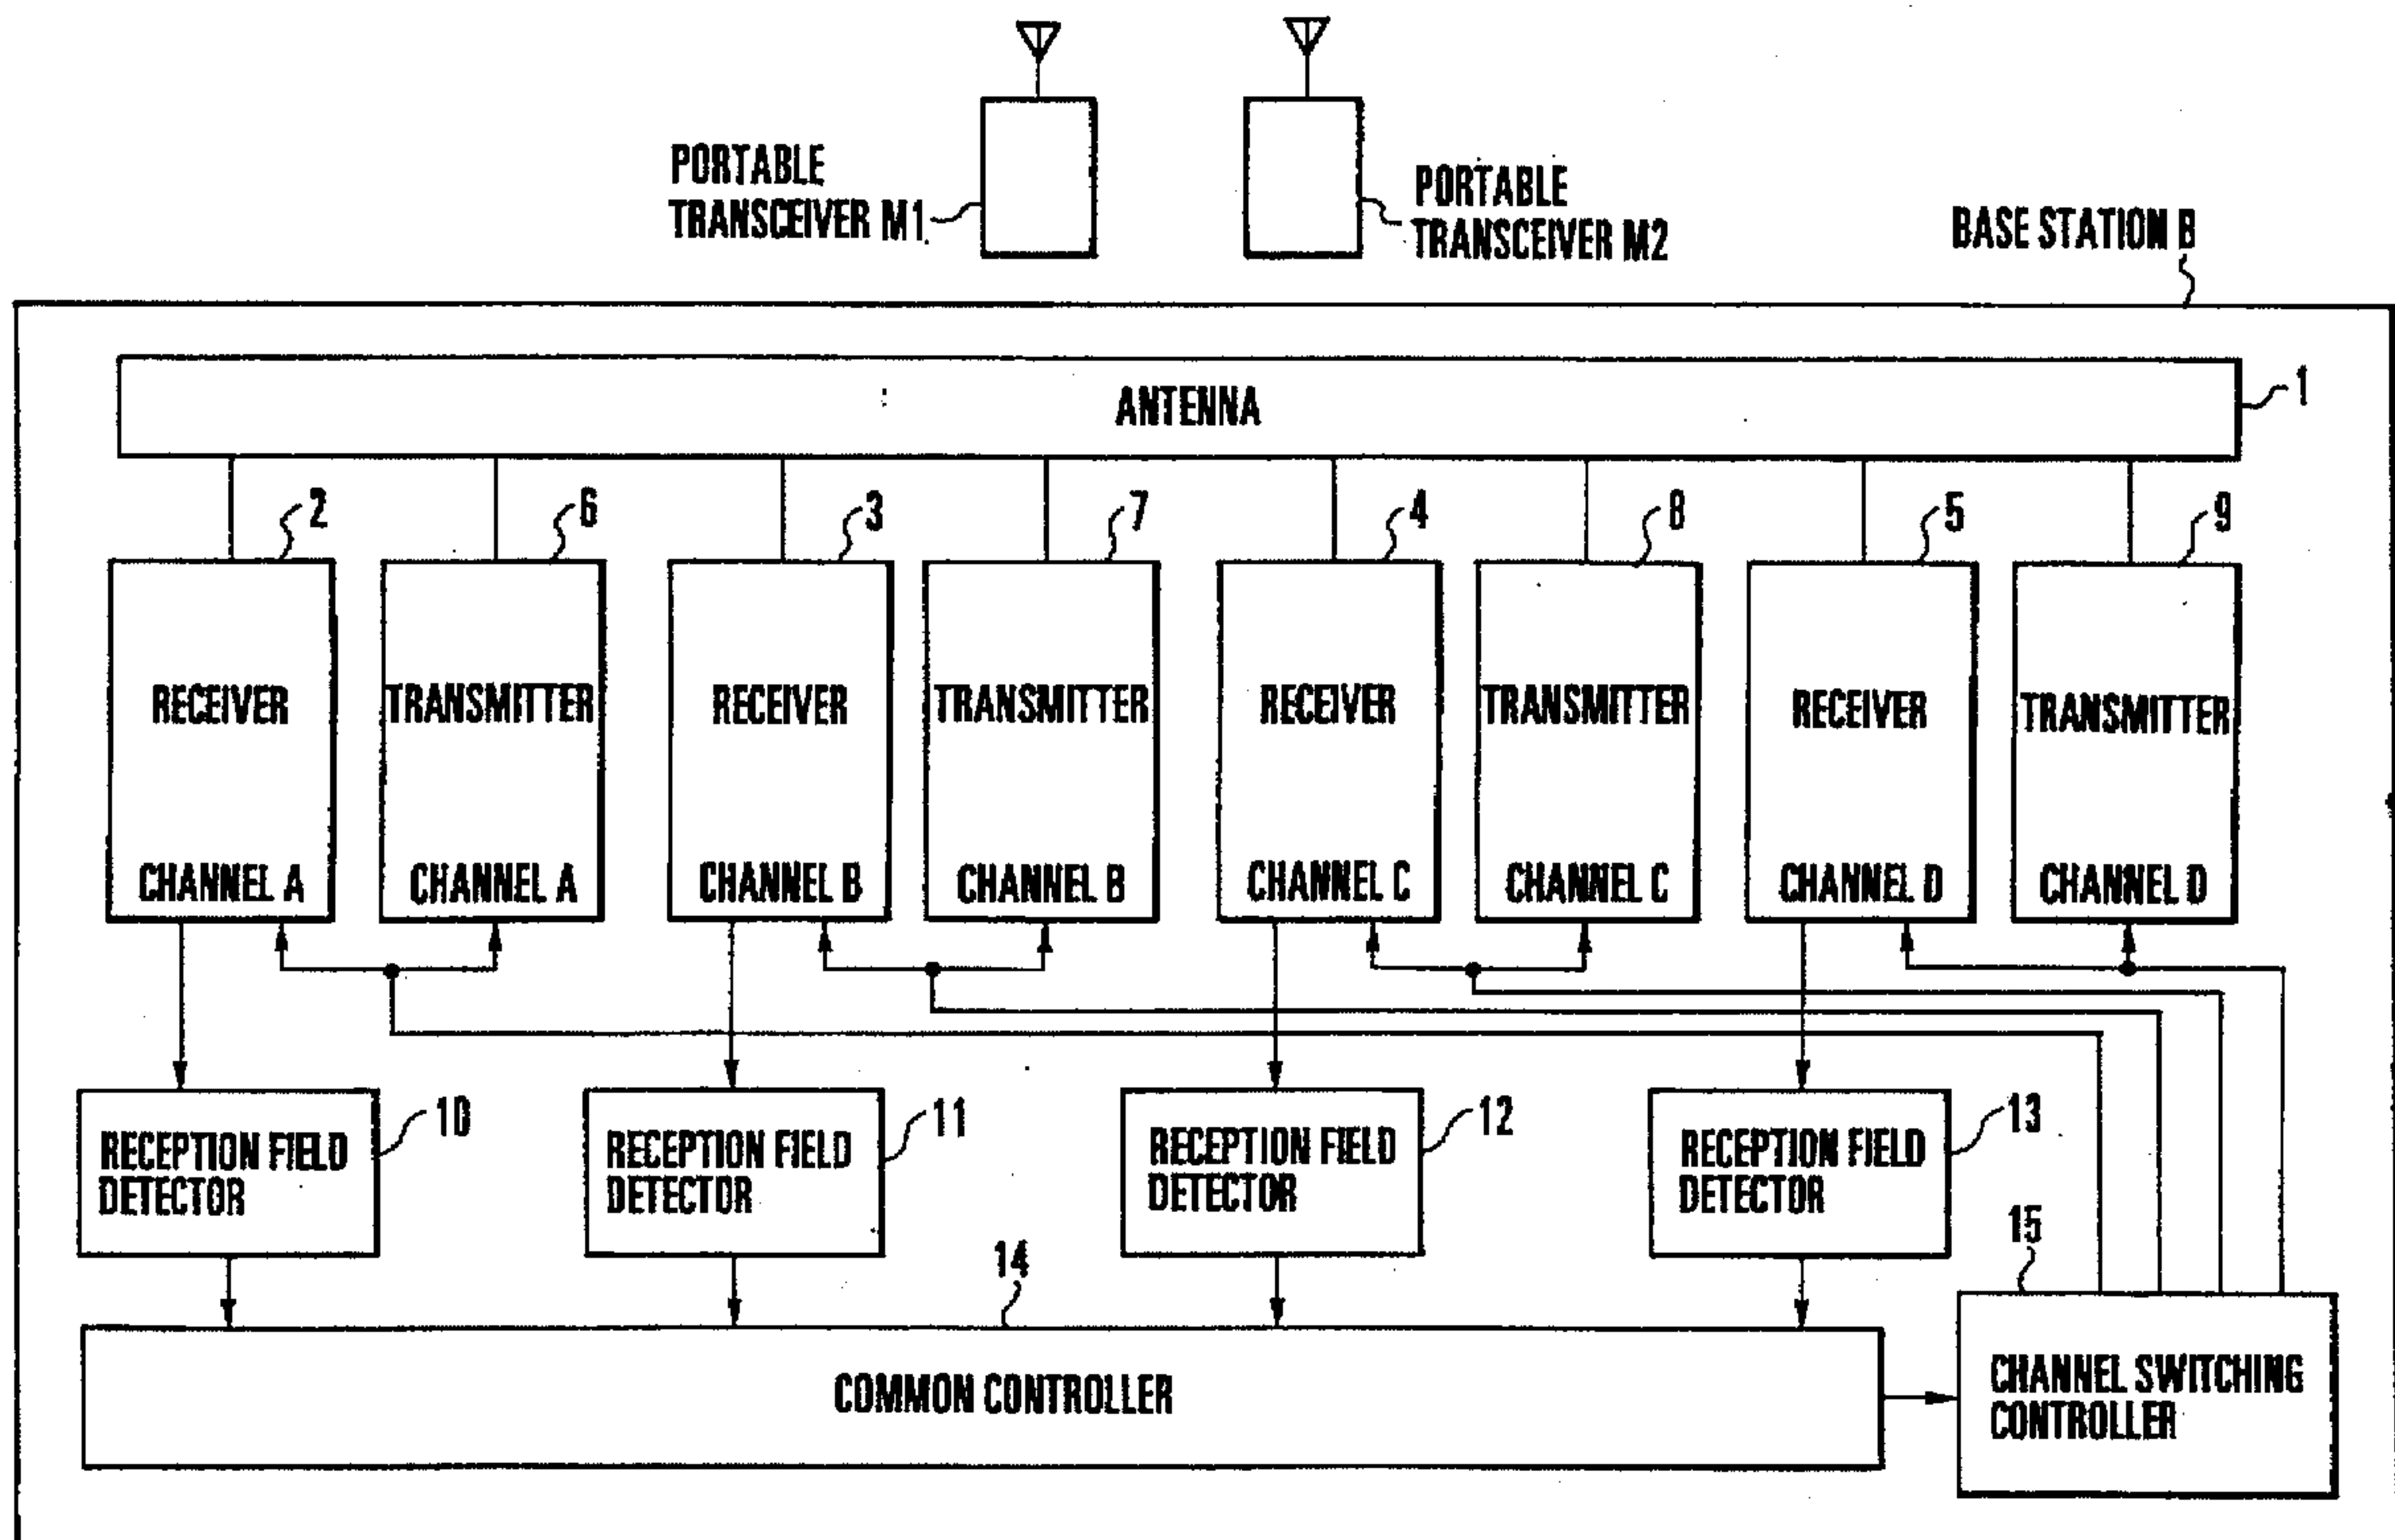 PORTABLE
TRANSCEIVER M1
PORTABLE
TRANSCEIVER M2
BASE STATION B
ANTENNA
1
2
6
3
7
4
8
5
9
RECEIVER
TRANSMITTER
RECEIVER
TRANSMITTER
RECEIVER
TRANSMITTER
RECEIVER
TRANSMITTER
CHANNEL A
CHANNEL A
CHANNEL B
CHANNEL B
CHANNEL C
CHANNEL C
CHANNEL D
CHANNEL D
RECEPTION FIELD
DETECTOR
10
RECEPTION FIELD
DETECTOR
11
RECEPTION FIELD
DETECTOR
12
RECEPTION FIELD
DETECTOR
13
14
15
COMMON CONTROLLER
CHANNEL SWITCHING
CONTROLLER